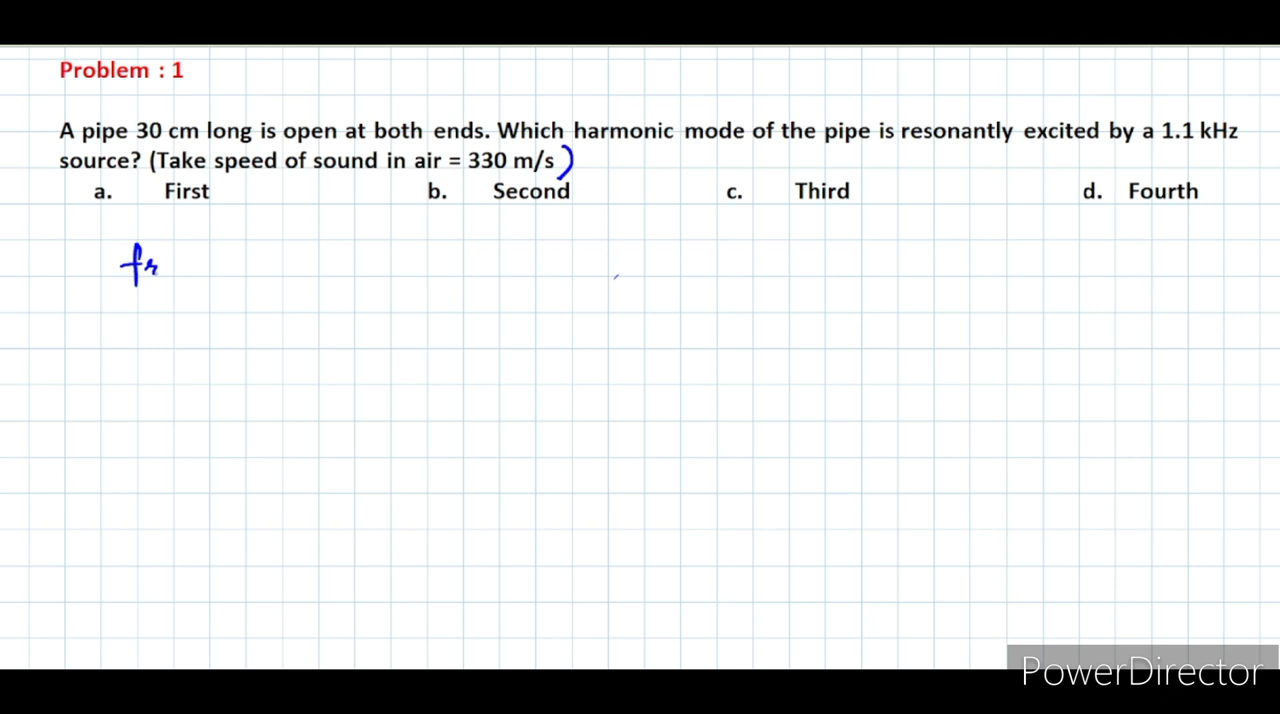 Problem : 1
A pipe 30 cm long is open at both ends. Which harmonic mode of the pipe is resonantly excited by a 1.1 kHz
source? (Take speed of sound in air = 330 m/s )
a. First b. Second c. Third d. Fourth
fr
PowerDirector